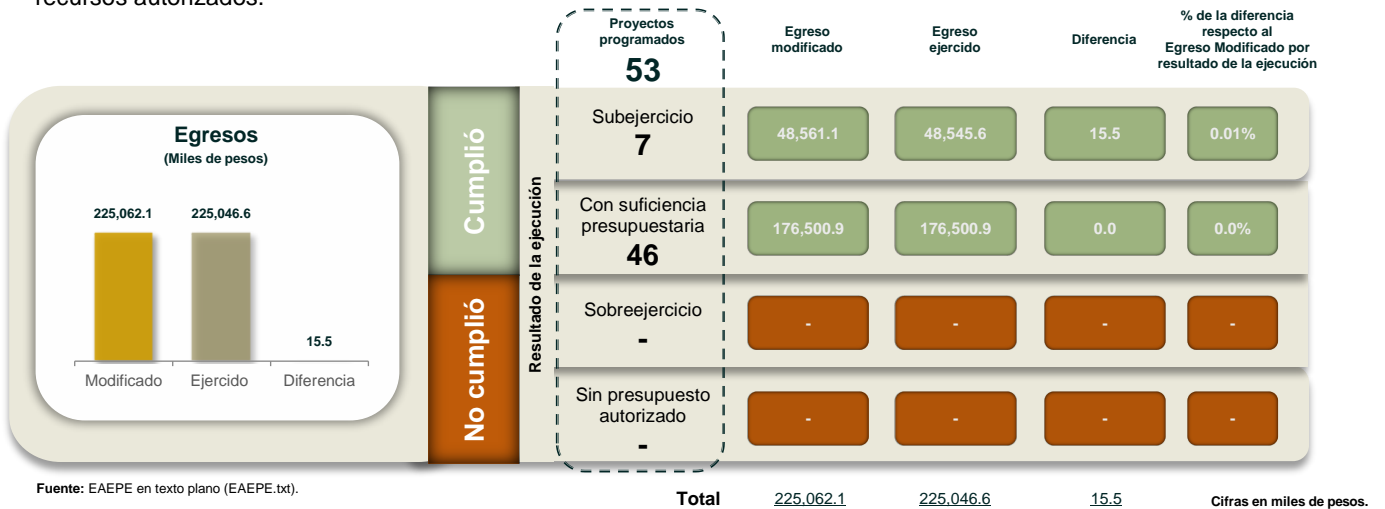 recursos autorizados.
Proyectos
programados
53
Egreso
modificado
Egreso
ejercido
Diferencia
% de la diferencia
respecto al
Egreso Modificado por
resultado de la ejecución
Egresos
(Miles de pesos)
225,062.1
225,046.6
15.5
Modificado
Ejercido
Diferencia
Cumplió
No cumplió
Resultado de la ejecución
Subejercicio
7
48,561.1
48,545.6
15.5
0.01%
Con suficiencia
presupuestaria
46
176,500.9
176,500.9
0.0
0.0%
Sobreejercicio
-
-
-
-
-
Sin presupuesto
autorizado
-
-
-
-
-
Fuente: EAEPE en texto plano (EAEPE.txt).
Total 225,062.1 225,046.6 15.5 Cifras en miles de pesos.